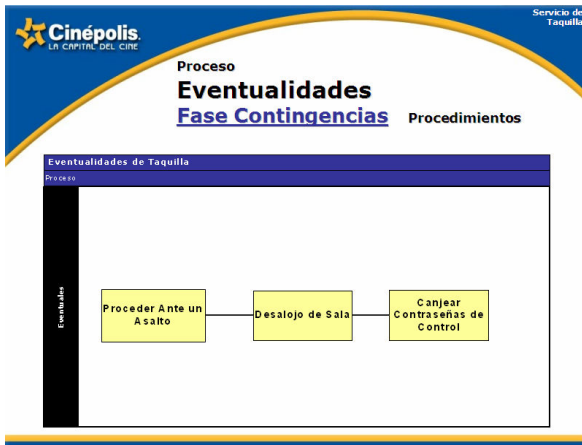 Cinépolis.
LA CAPITAL DEL CINE
Servicio de
Taquilla
Proceso
Eventualidades
Fase Contingencias Procedimientos
Eventualidades de Taquilla
Proceso
Eventuales
Proceder Ante un
Asalto
Desalojo de Sala
Canjear
Contraseñas de
Control